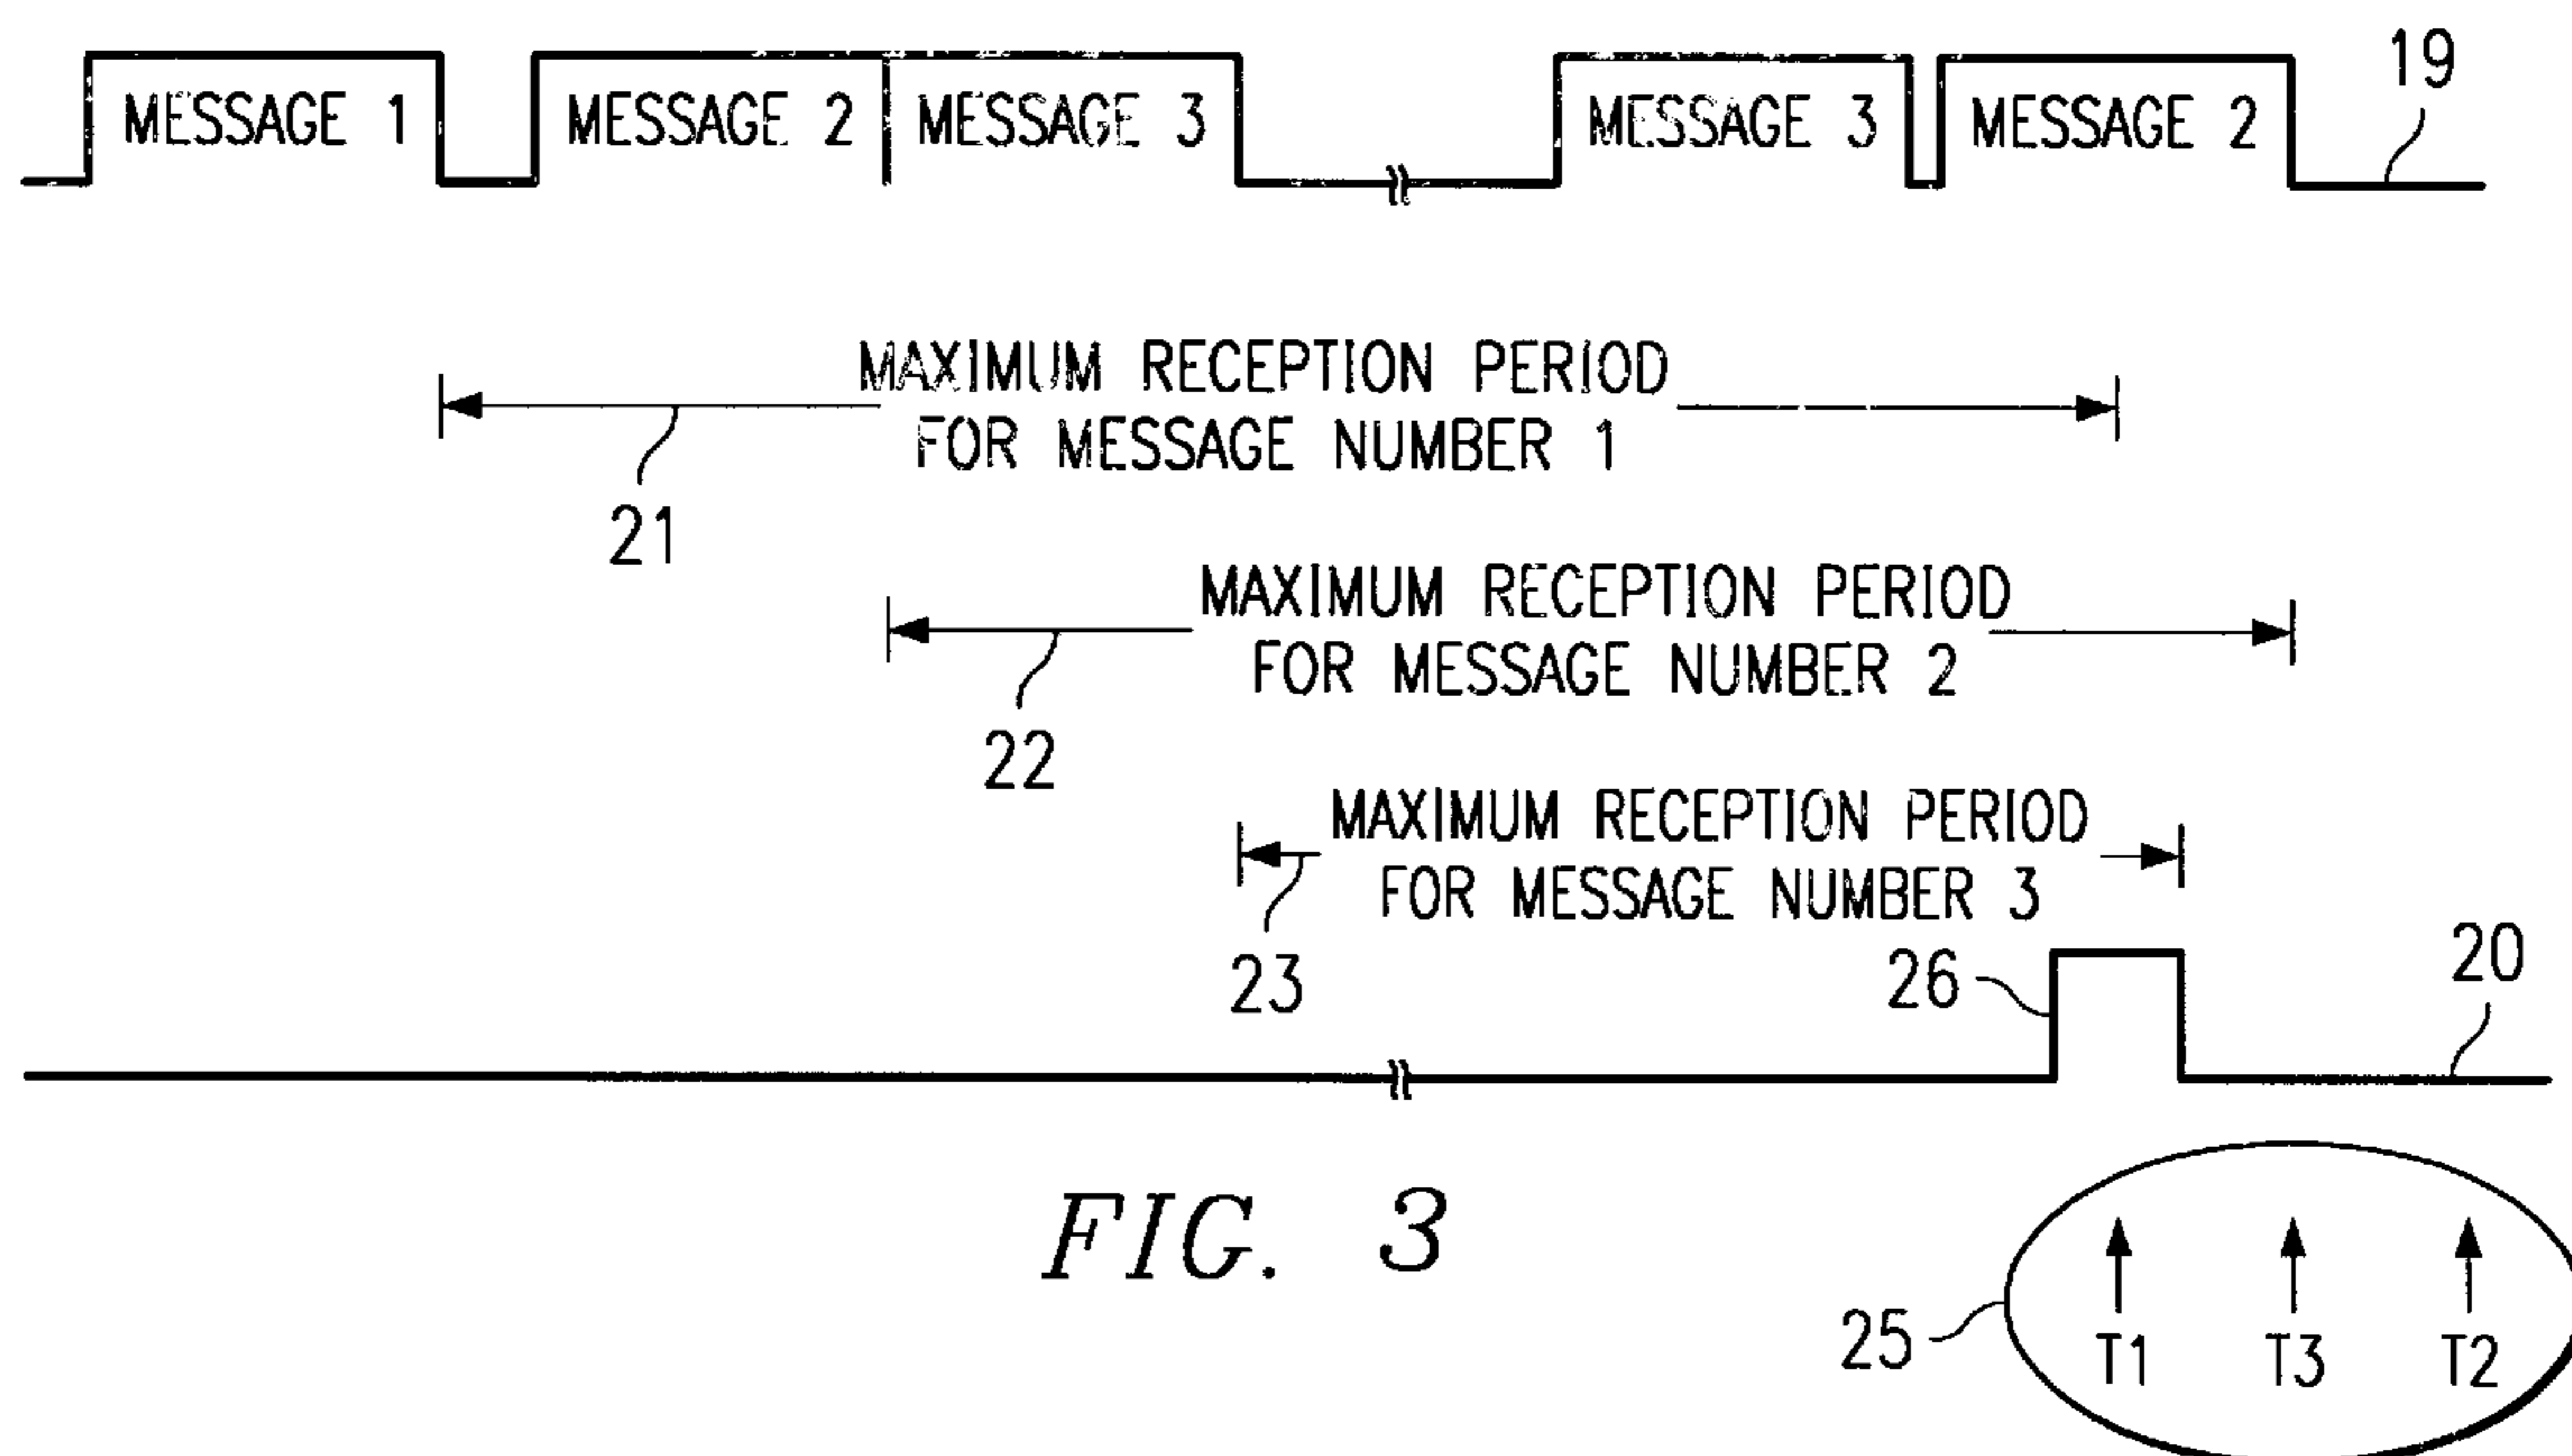 19
MESSAGE 1
MESSAGE 2
MESSAGE 3
MESSAGE 3
MESSAGE 2
MAXIMUM RECEPTION PERIOD
FOR MESSAGE NUMBER 1
21
MAXIMUM RECEPTION PERIOD
FOR MESSAGE NUMBER 2
22
MAXIMUM RECEPTION PERIOD
FOR MESSAGE NUMBER 3
23
26
20
FIG. 3
25
T1
T3
T2